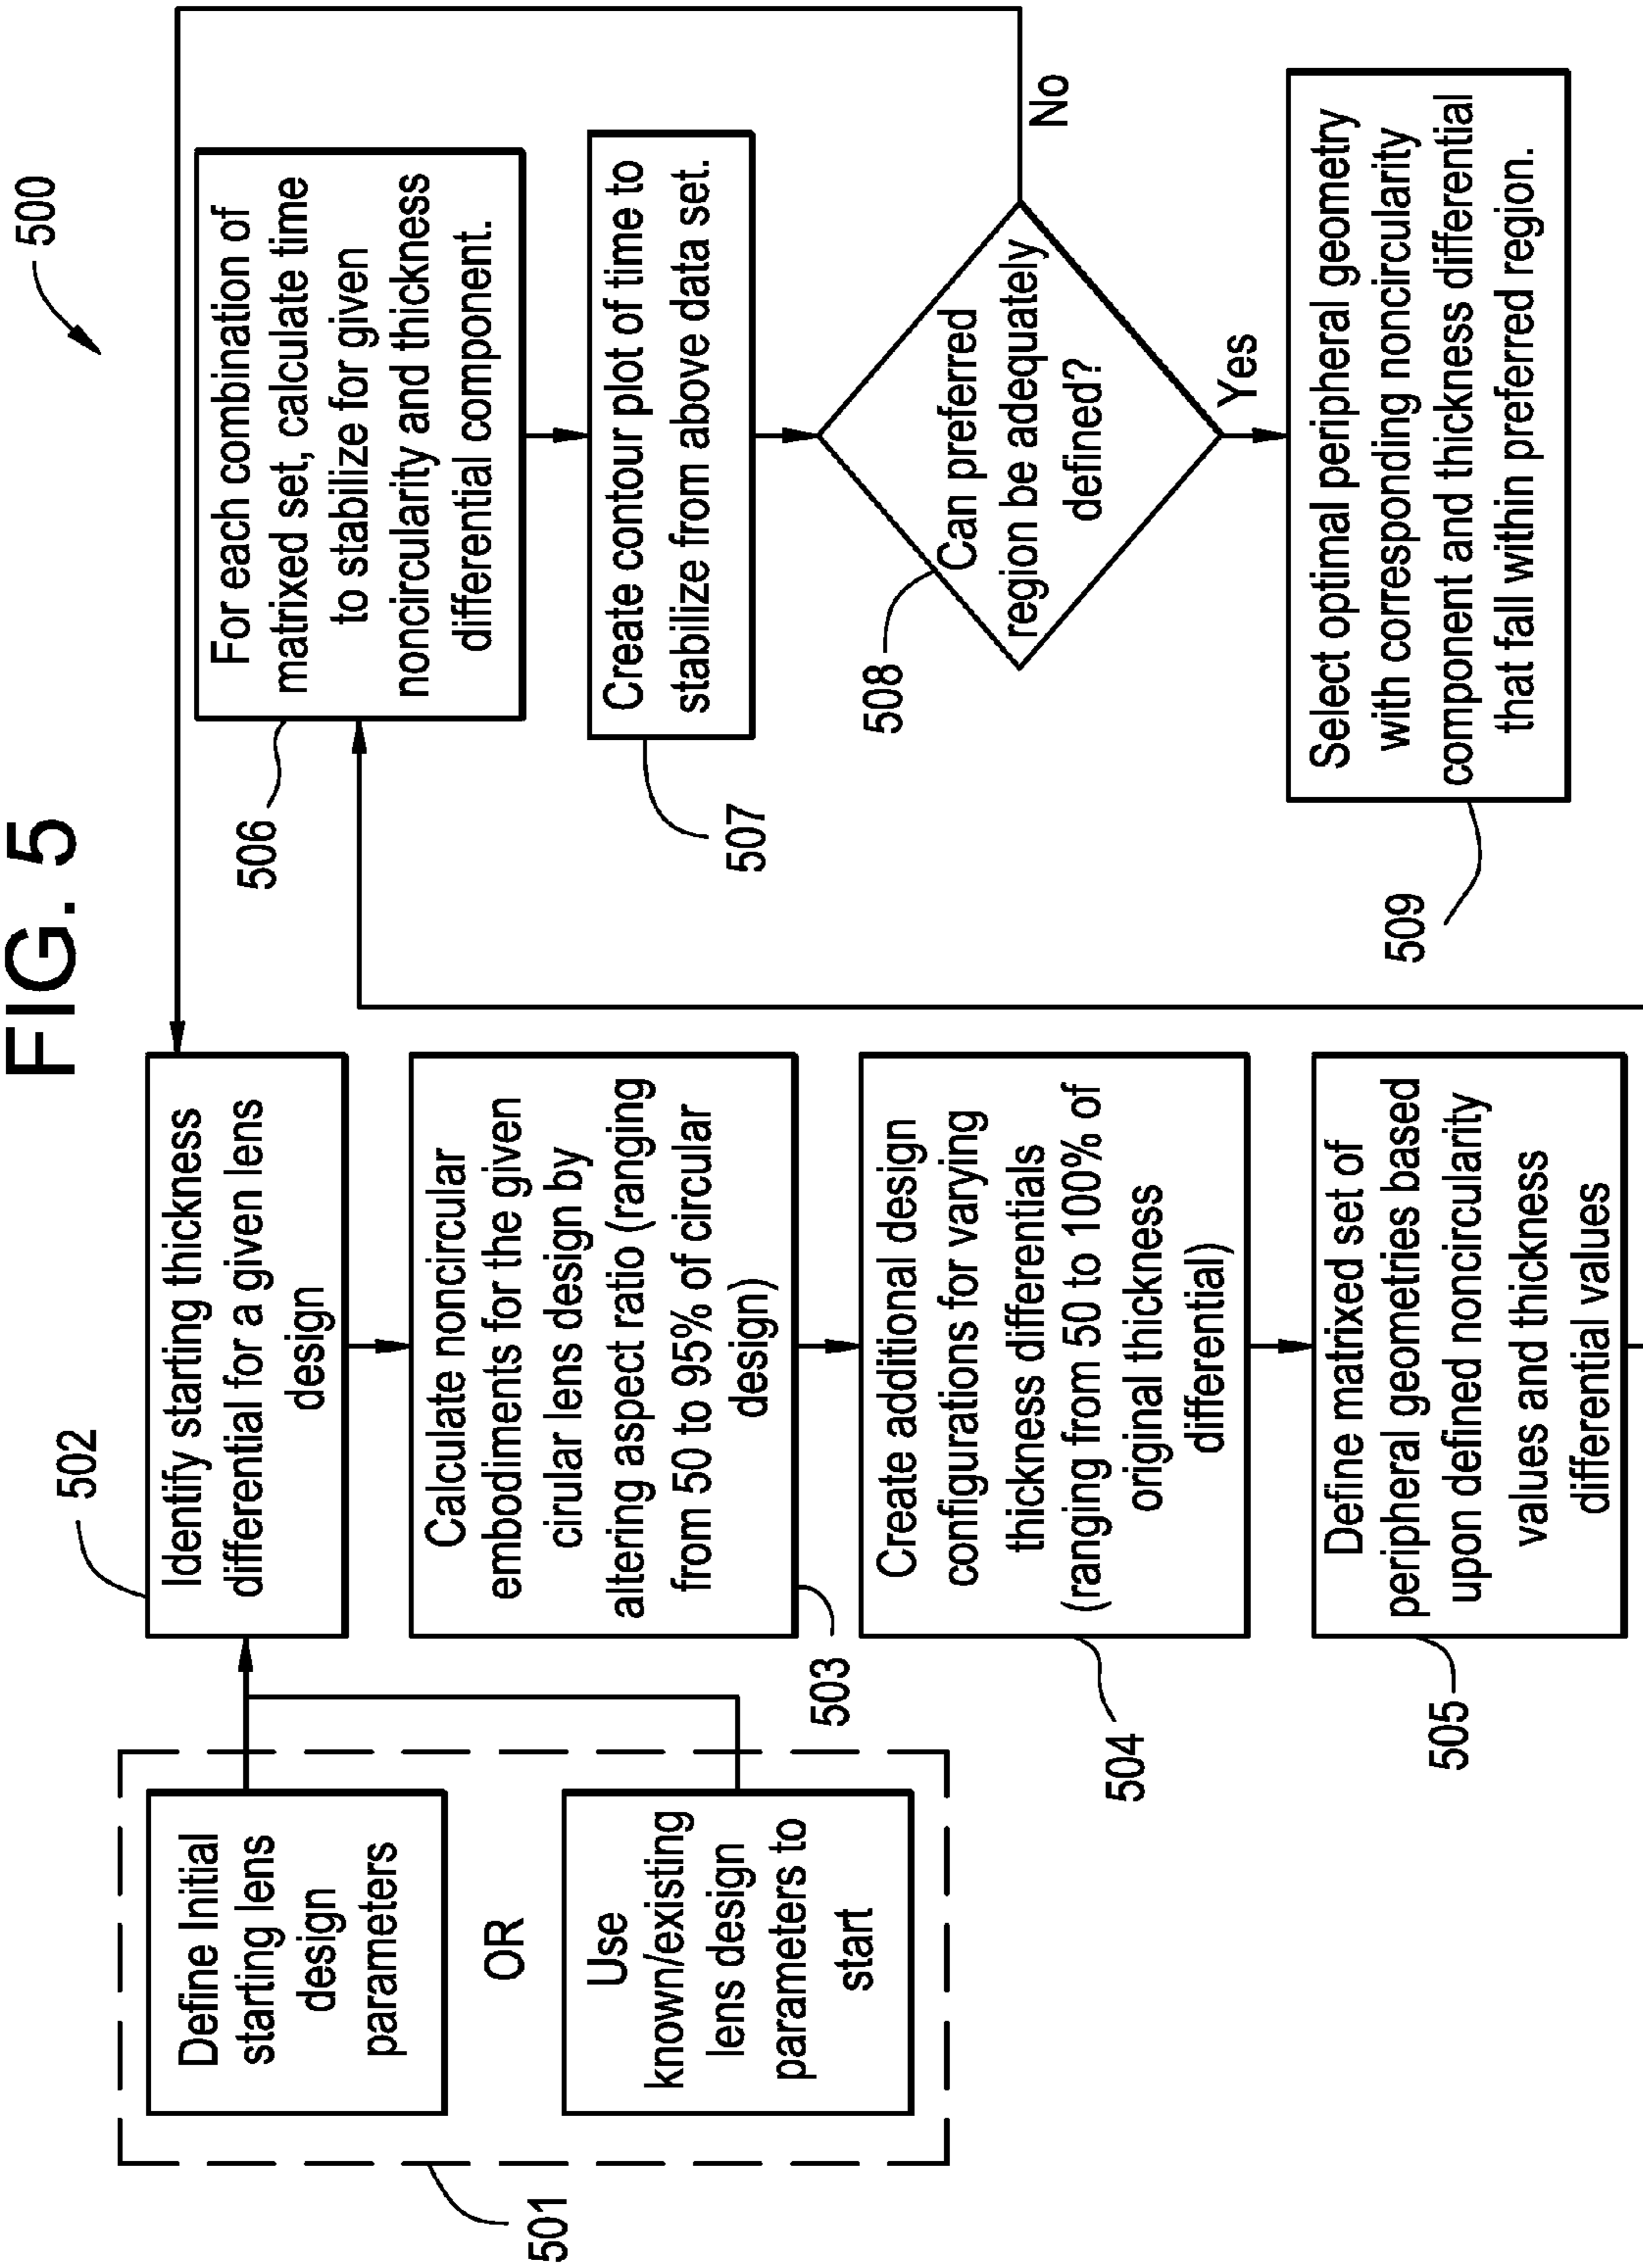 FIG. 5
500
501
Define Initial
starting lens
design
parameters
OR
Use
known/existing
lens design
parameters to
start
502
Identify starting thickness
differential for a given lens
design
503
Calculate noncircular
embodiments for the given
cirular lens design by
altering aspect ratio (ranging
from 50 to 95% of circular
design)
504
Create additional design
configurations for varying
thickness differentials
(ranging from 50 to 100% of
original thickness
differential)
505
Define matrixed set of
peripheral geometries based
upon defined noncircularity
values and thickness
differential values
506
For each combination of
matrixed set, calculate time
to stabilize for given
noncircularity and thickness
differential component.
507
Create contour plot of time to
stabilize from above data set.
508
Can preferred
region be adequately
defined?
No
Yes
509
Select optimal peripheral geometry
with corresponding noncircularity
component and thickness differential
that fall within preferred region.